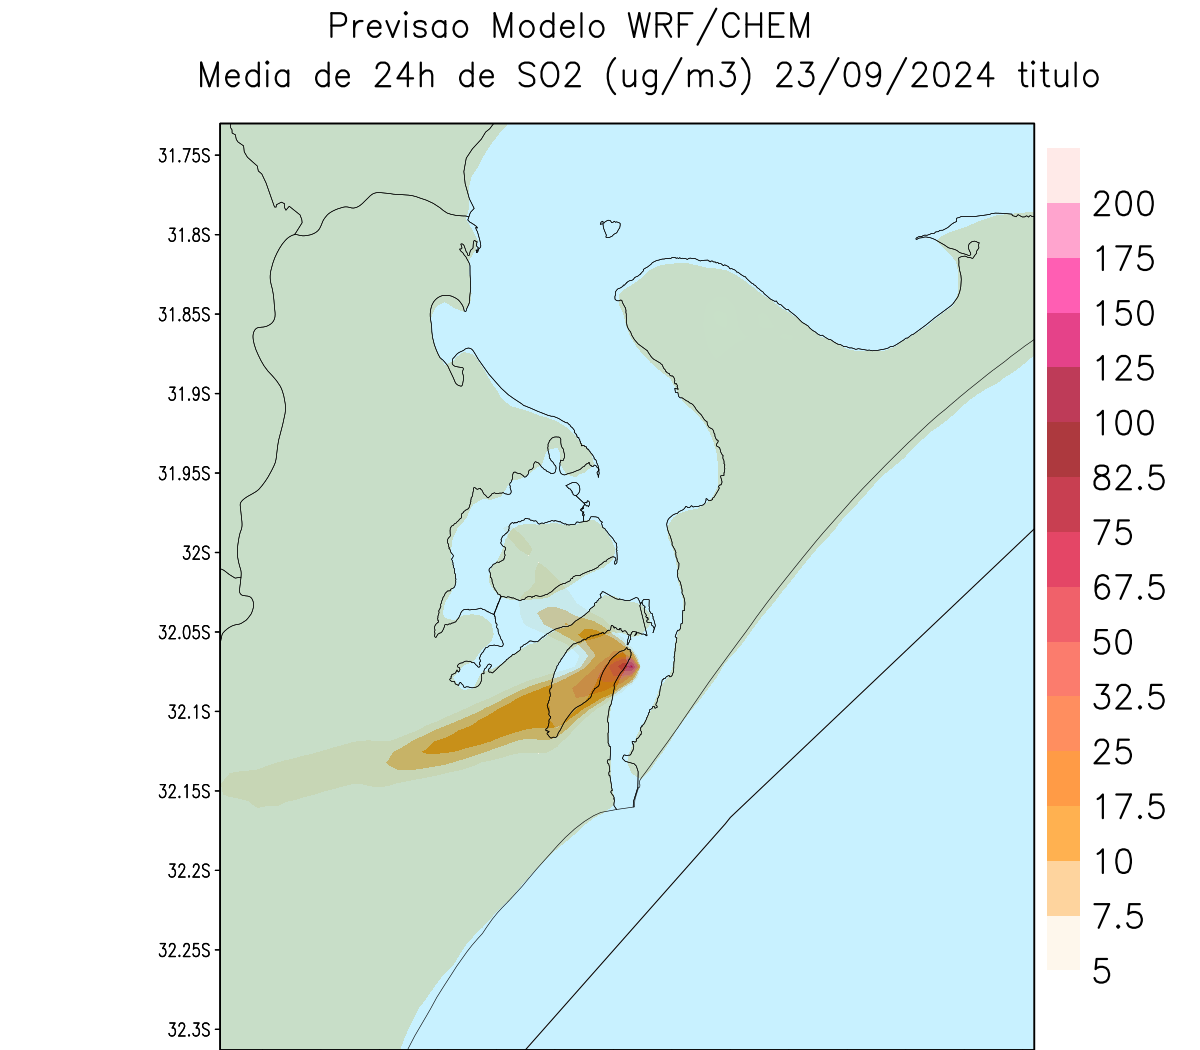 Previsao Modelo WRF/CHEM
Media de 24h de SO2 (ug/m3) 23/09/2024 titulo
31.75S
31.8S
31.85S
31.9S
31.95S
32S
32.05S
32.1S
32.15S
32.2S
32.25S
32.3S
200
175
150
125
100
82.5
75
67.5
50
32.5
25
17.5
10
7.5
5